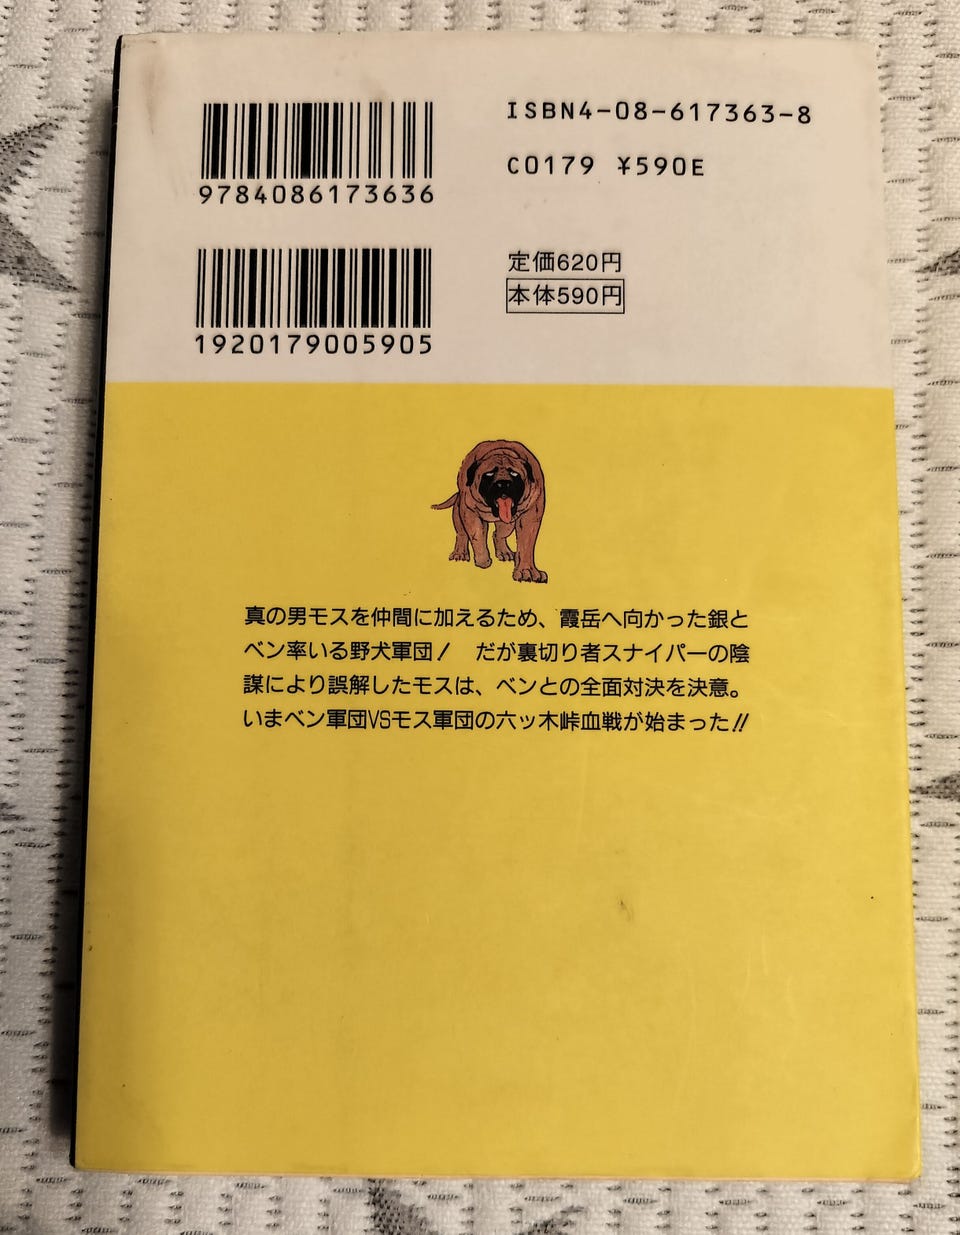 ISBN4-08-617363-8
C0179 ¥590E
9784086173636
定価620円
本体590円
1920179005905
真の男モスを仲間に加えるため、霞岳へ向かった銀と
ベン率いる野犬軍団! だが裏切り者スナイパーの陰
謀により誤解したモスは、ベンとの全面対決を決意。
いまベン軍団VSモス軍団の六ッ木峠血戦が始まった!!